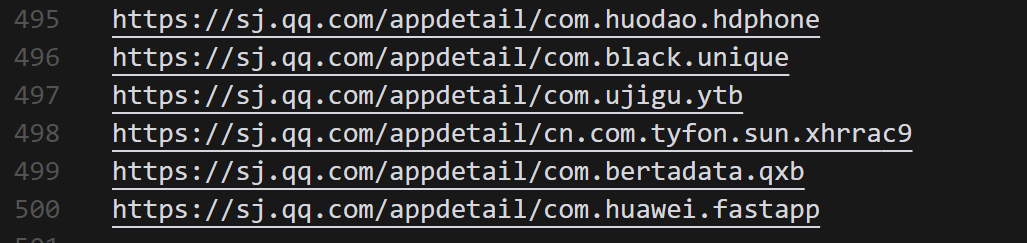 495 https://sj.qq.com/appdetail/com.huodao.hdphone
496 https://sj.qq.com/appdetail/com.black.unique
497 https://sj.qq.com/appdetail/com.ujigu.ytb
498 https://sj.qq.com/appdetail/cn.com.tyfon.sun.xhrrac9
499 https://sj.qq.com/appdetail/com.bertadata.qxb
500 https://sj.qq.com/appdetail/com.huawei.fastapp